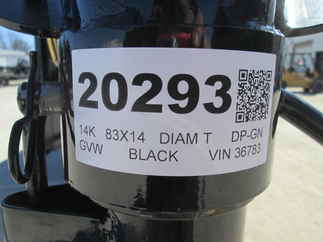 20293
14K 83X14 DIAM T DP-GN
GVW BLACK VIN 36783